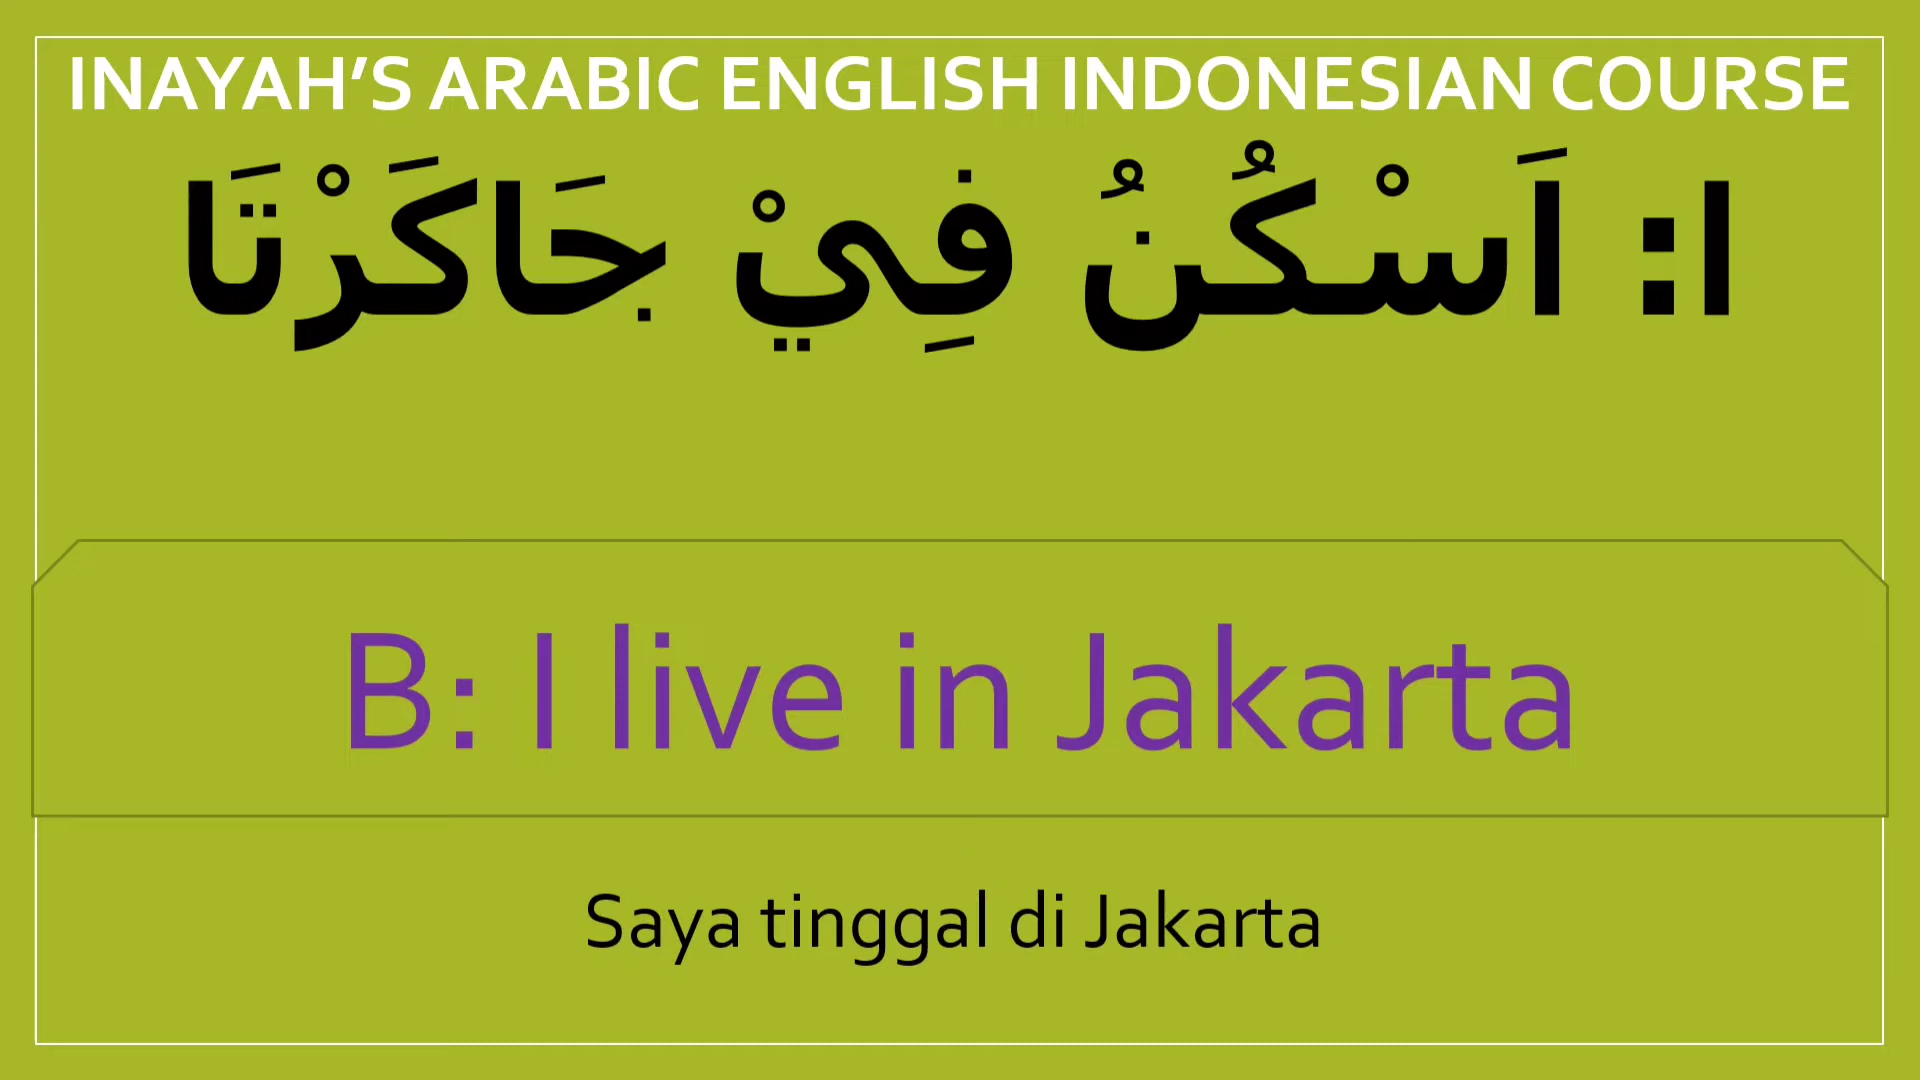 INAYAH’S ARABIC ENGLISH INDONESIAN COURSE
ا: اَسْكُنُ فِيْ جَاكَرْتَا
B: I live in Jakarta
Saya tinggal di Jakarta